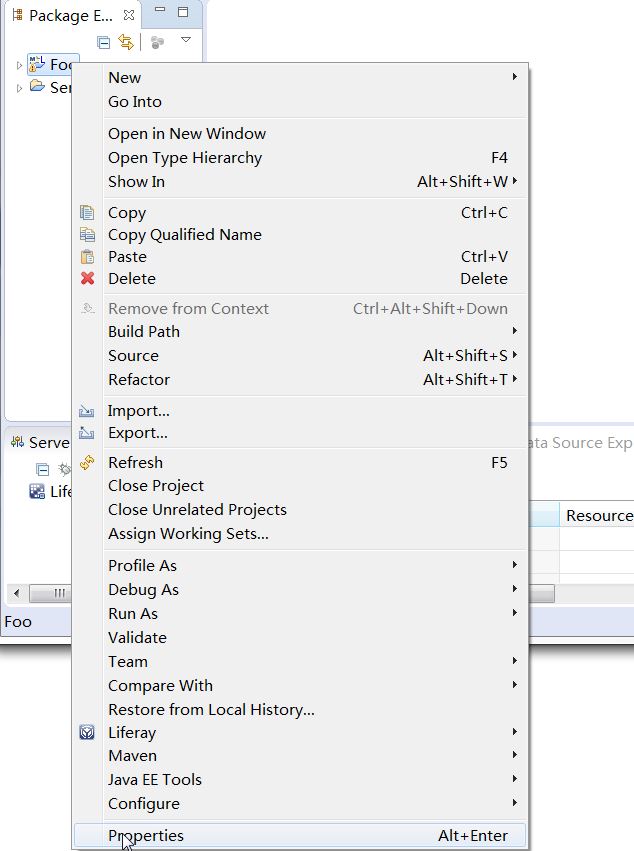 Package E...
Foo
New
Go Into
Open in New Window
Open Type Hierarchy F4
Show In Alt+Shift+W
Copy Ctrl+C
Copy Qualified Name
Paste Ctrl+V
Delete Delete
Remove from Context Ctrl+Alt+Shift+Down
Build Path
Source Alt+Shift+S
Refactor Alt+Shift+T
Import...
Export...
Refresh F5
Close Project
Close Unrelated Projects
Assign Working Sets...
Profile As
Debug As
Run As
Validate
Team
Compare With
Restore from Local History...
Liferay
Maven
Java EE Tools
Configure
Properties Alt+Enter
Serve
ata Source Exp
Life
Resource
Foo